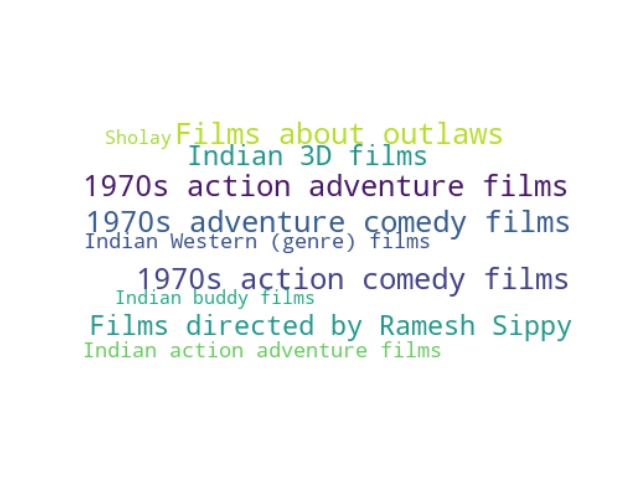 Sholay Films about outlaws
Indian 3D films
1970s action adventure films
1970s adventure comedy films
Indian Western (genre) films
1970s action comedy films
Indian buddy films
Films directed by Ramesh Sippy
Indian action adventure films